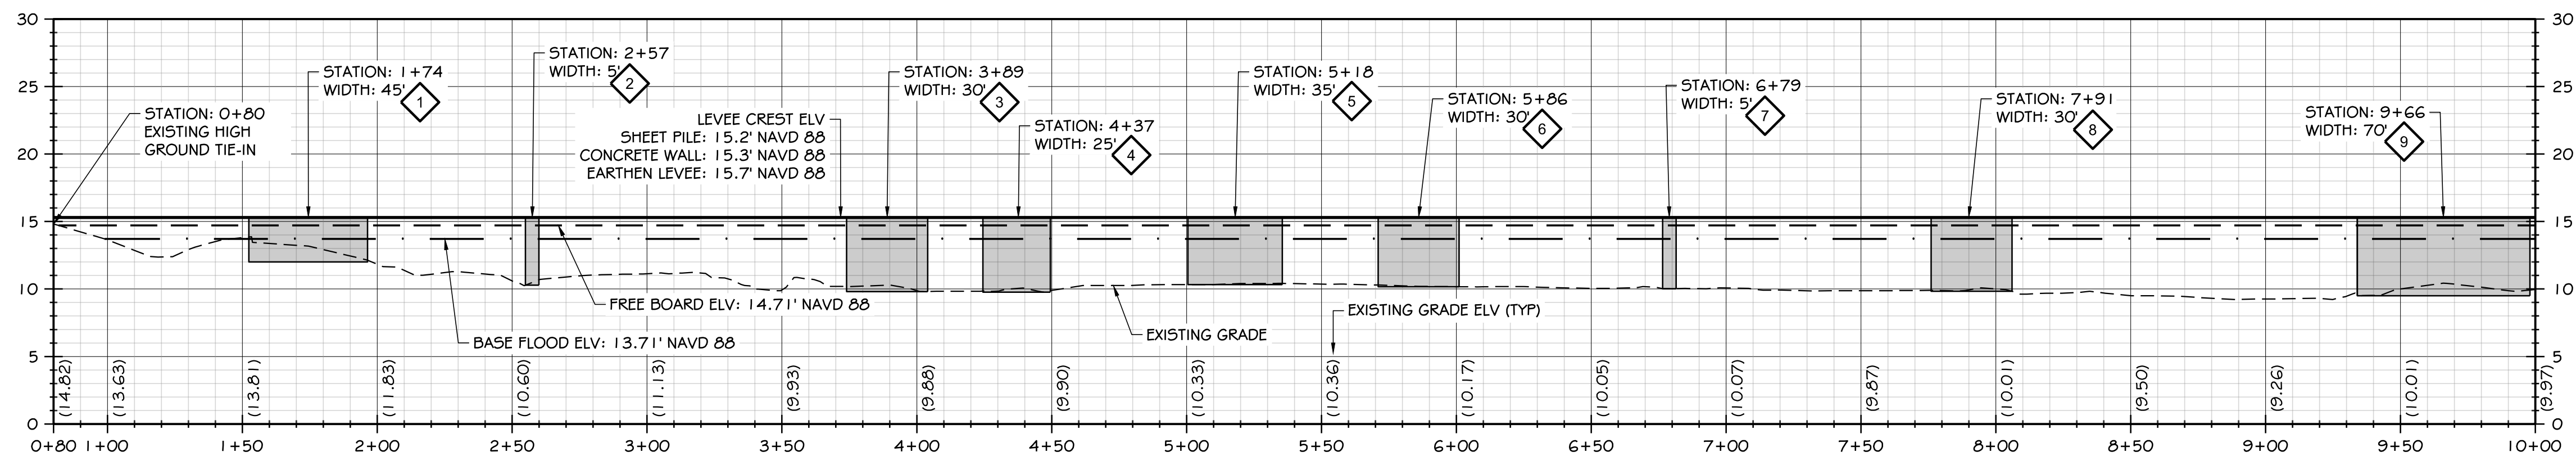 30
25
20
15
10
5
0
STATION: 0+80
EXISTING HIGH
GROUND TIE-IN
STATION: 1+74
WIDTH: 45'
1
STATION: 2+57
WIDTH: 5'
2
LEVEE CREST ELV
SHEET PILE: 15.2' NAVD 88
CONCRETE WALL: 15.3' NAVD 88
EARTHEN LEVEE: 15.7' NAVD 88
STATION: 3+89
WIDTH: 30'
3
STATION: 4+37
WIDTH: 25'
4
STATION: 5+18
WIDTH: 35'
5
STATION: 5+86
WIDTH: 30'
6
STATION: 6+79
WIDTH: 5'
7
STATION: 7+91
WIDTH: 30'
8
STATION: 9+66
WIDTH: 70'
9
30
25
20
15
10
5
0
FREE BOARD ELV: 14.71' NAVD 88
BASE FLOOD ELV: 13.71' NAVD 88
EXISTING GRADE
EXISTING GRADE ELV (TYP)
(14.82)
(13.63)
(13.81)
(11.83)
(10.60)
(11.13)
(9.93)
(9.88)
(9.90)
(10.33)
(10.36)
(10.17)
(10.05)
(10.07)
(9.87)
(10.01)
(9.50)
(9.26)
(10.01)
(9.97)
0+80 1+00 1+50 2+00 2+50 3+00 3+50 4+00 4+50 5+00 5+50 6+00 6+50 7+00 7+50 8+00 8+50 9+00 9+50 10+00